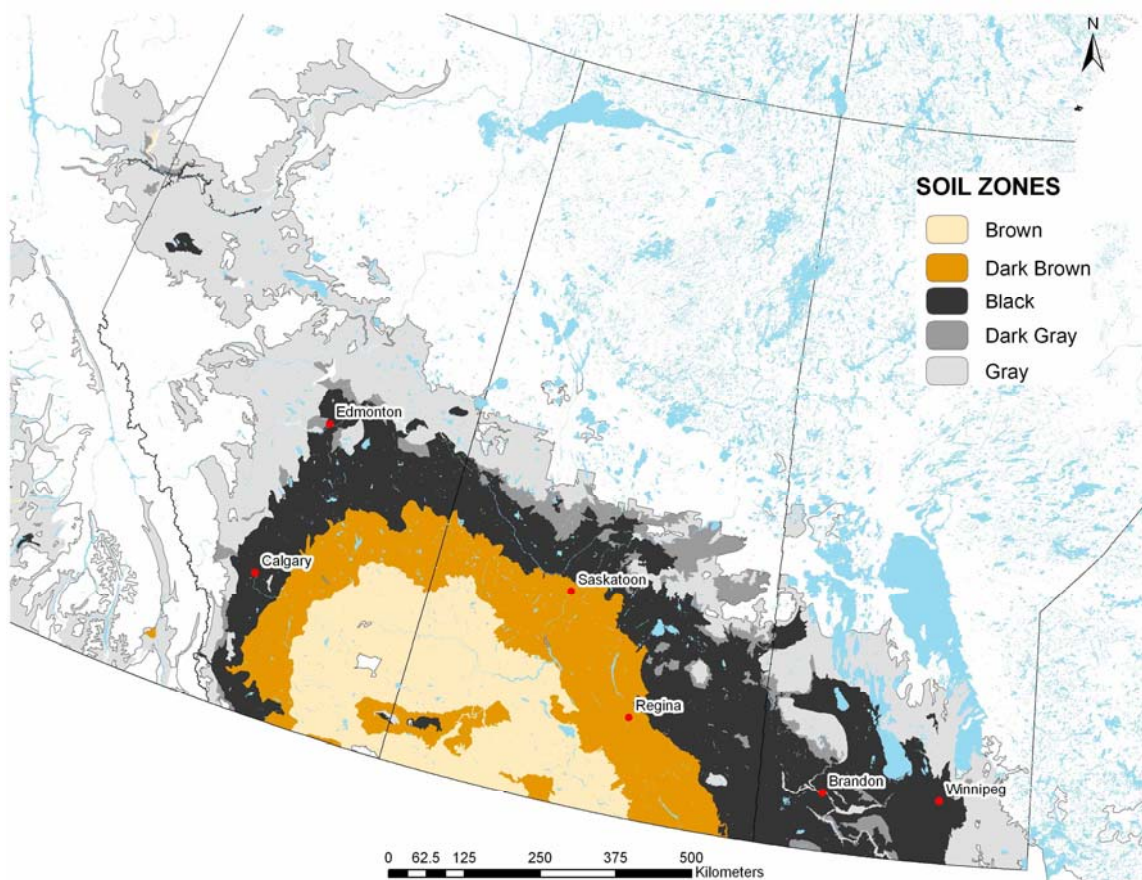 N
SOIL ZONES
Brown
Dark Brown
Black
Dark Gray
Gray
Edmonton
Calgary
Saskatoon
Regina
Brandon
Winnipeg
0 62.5 125 250 375 500
Kilometers